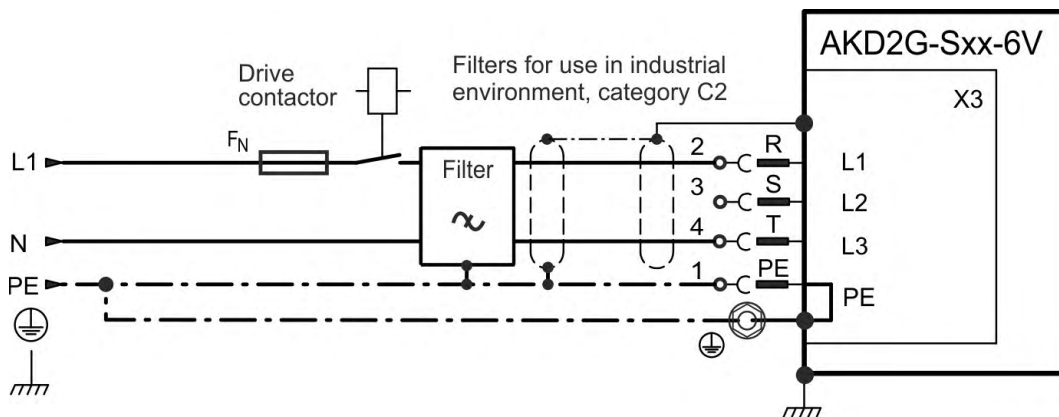 AKD2G-Sxx-6V
Drive
contactor
Filters for use in industrial
environment, category C2
X3
FN
L1
Filter
2
R
L1
3
S
L2
N
4
T
L3
PE
1
PE
PE